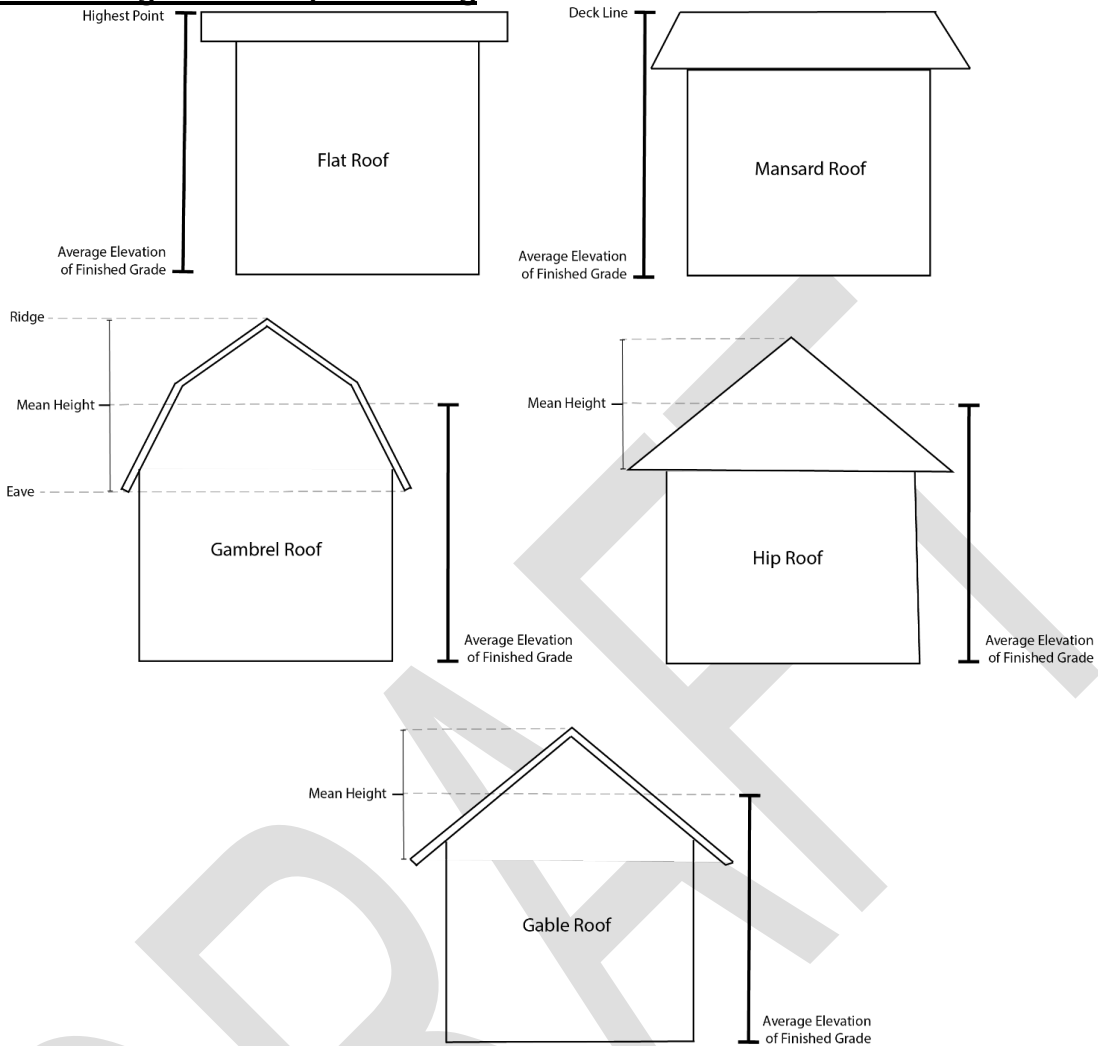 Highest Point
Flat Roof
Average Elevation
of Finished Grade
Deck Line
Mansard Roof
Average Elevation
of Finished Grade
Ridge
Mean Height
Eave
Gambrel Roof
Average Elevation
of Finished Grade
Mean Height
Hip Roof
Average Elevation
of Finished Grade
Mean Height
Gable Roof
Average Elevation
of Finished Grade
DRAFT